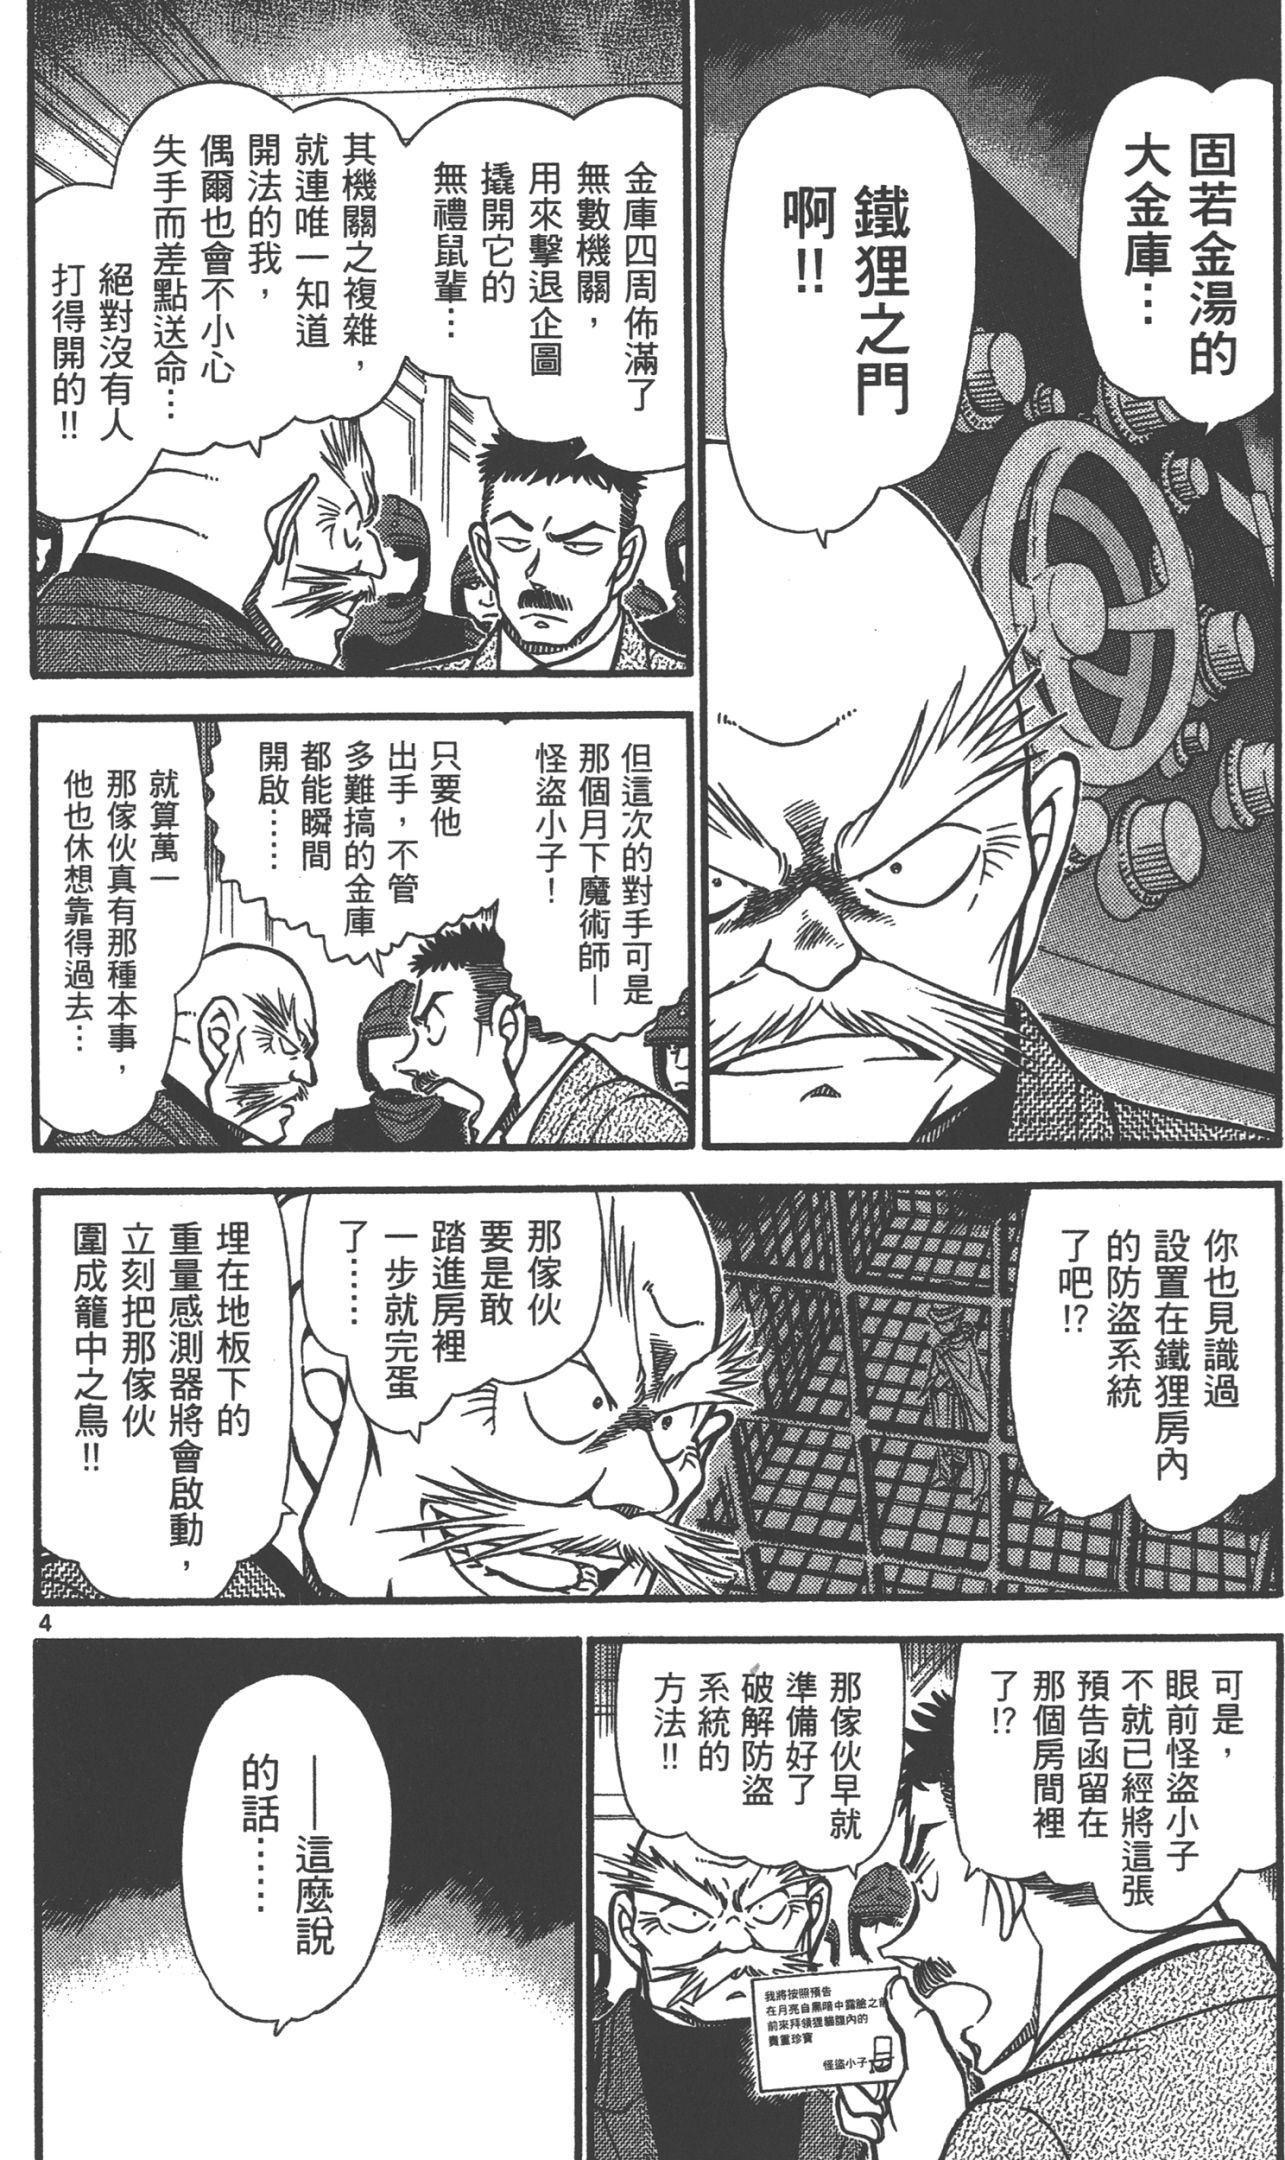 固若金湯的
大金庫…
鐵狸之門
啊!!
金庫四周佈滿了
無數機關，
用來擊退企圖
撬開它的
無禮鼠輩…
其機關之複雜，
就連唯一知道
開法的我，
偶爾也會不小心
失手而差點送命…
絕對沒有人
打得開的!!
但這次的對手可是
那個月下魔術師—
怪盜小子！
只要他
出手，不管
多難搞的金庫
都能瞬間
開啟……
就算萬一
那傢伙真有那種本事，
他也休想靠得過去…
你也見識過
設置在鐵狸房內
的防盜系統
了吧!?
那傢伙
要是敢
踏進房裡
一步就完蛋
了……
埋在地板下的
重量感測器將會啟動，
立刻把那傢伙
圍成籠中之鳥!!
4
可是，
眼前怪盜小子
不就已經將這張
預告函留在
那個房間裡
了!?
那傢伙早就
準備好了
破解防盜
系統的
方法!!
我將按照預告
在月亮自黑暗中露臉之前
前來拜領狸貓腹內的
貴重珍寶
怪盜小子
——這麼說
的話……